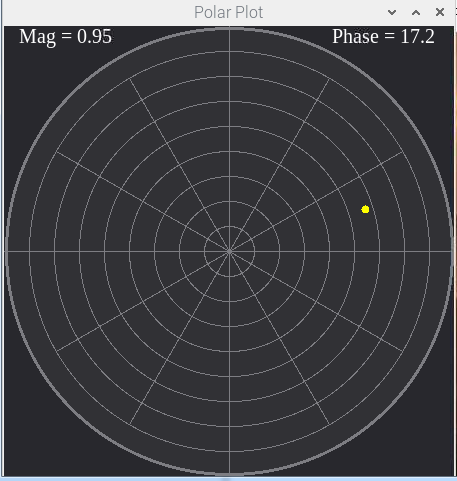 Polar Plot
Mag = 0.95 Phase = 17.2